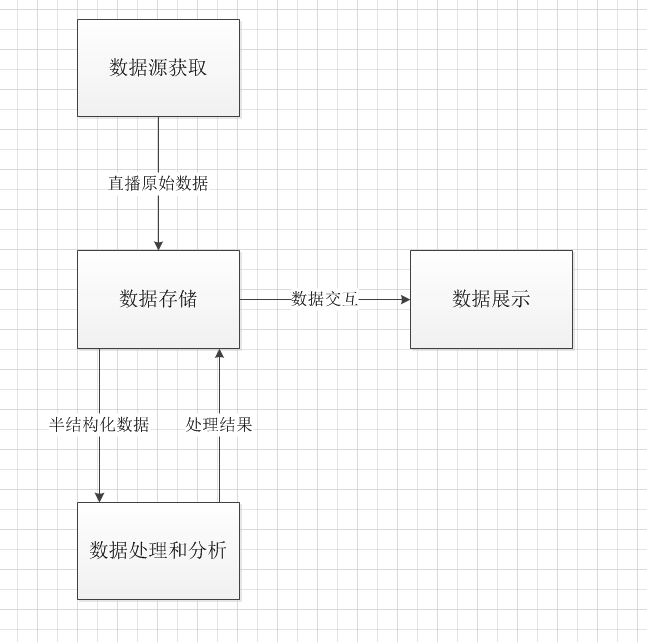 数据源获取
直播原始数据
数据存储
数据交互
数据展示
半结构化数据
处理结果
数据处理和分析